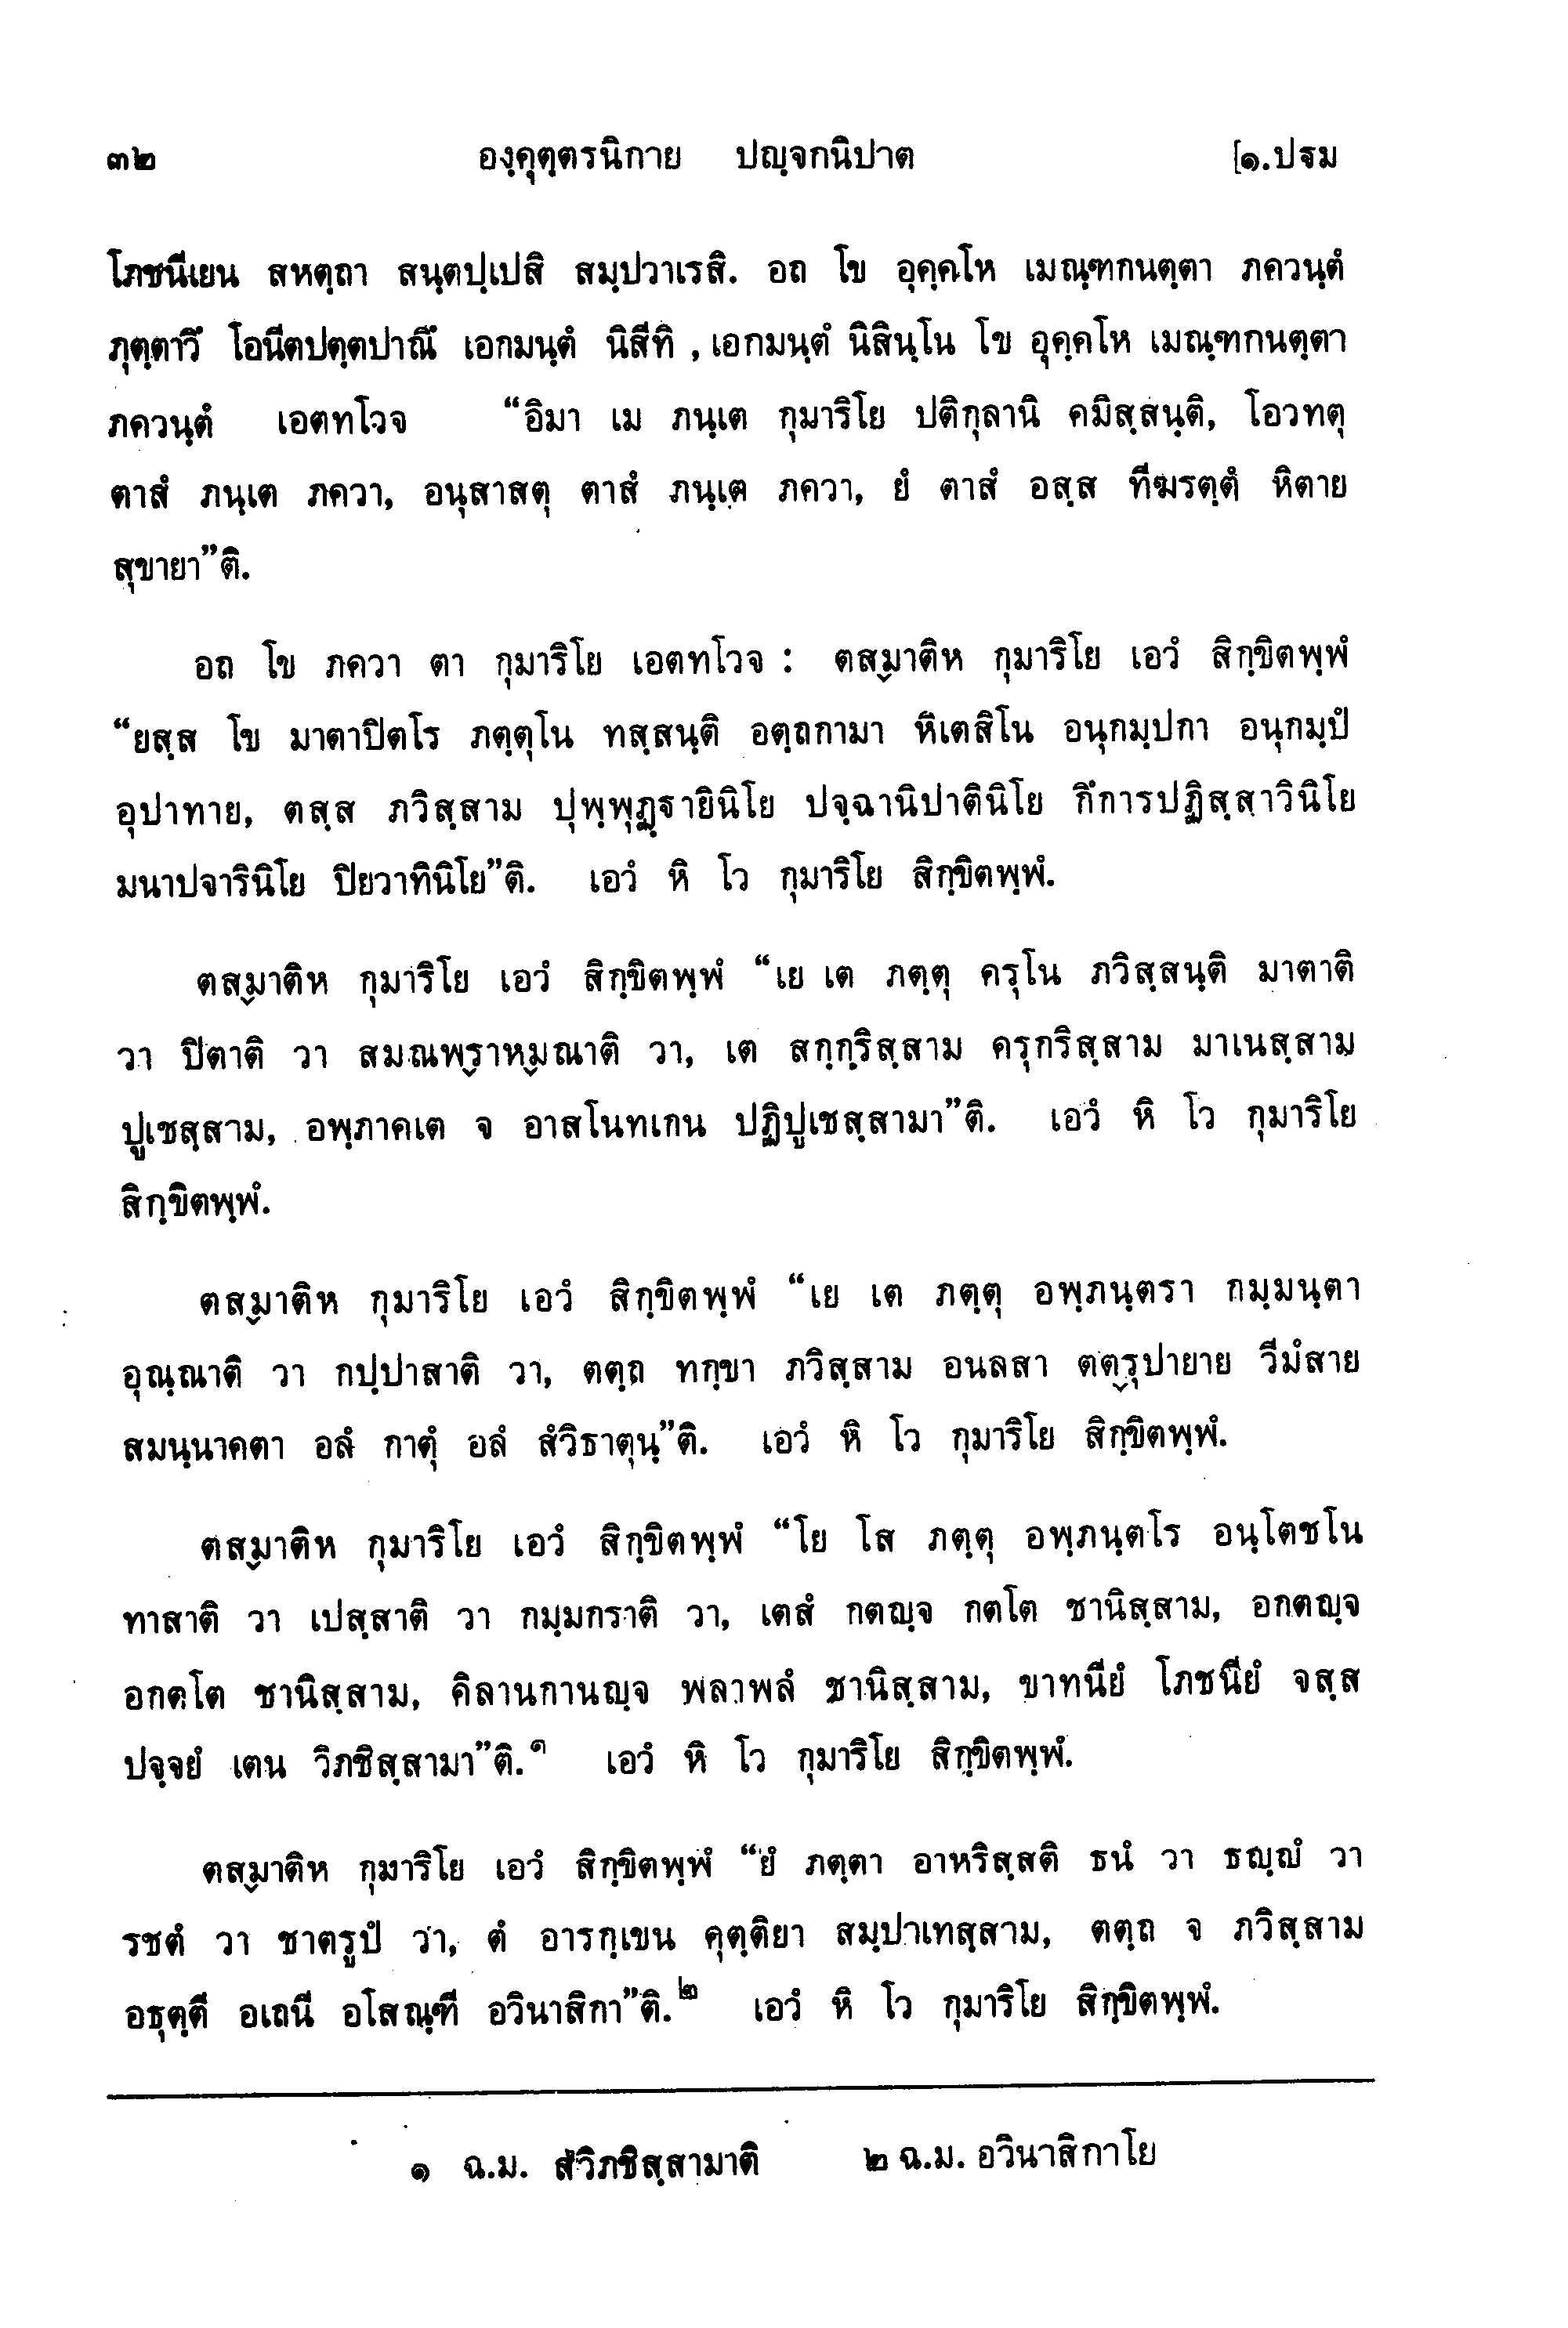 ๓๒ องฺคุตฺตรนิกาย ปญฺจกนิปาต [๑.ปฐม
โภชนีเยน สหตฺถา สนฺตปฺเปสิ สมฺปวาเรสิ. อถ โข อุคฺคโห เมณฺฑกนตฺตา ภควนฺตํ
ภุตฺตาวึ โอนีตปตฺตปาณึ เอกมนฺตํ นิสีทิ , เอกมนฺตํ นิสินฺโน โข อุคฺคโห เมณฺฑกนตฺตา
ภควนฺตํ เอตทโวจ “อิมา เม ภนฺเต กุมาริโย ปติกุลานิ คมิสฺสนฺติ, โอวทตุ
ตาสํ ภนฺเต ภควา, อนุสาสตุ ตาสํ ภนฺเต ภควา, ยํ ตาสํ อสฺส ทีฆรตฺตํ หิตาย
สุขายา”ติ.
อถ โข ภควา ตา กุมาริโย เอตทโวจ : ตสฺมาติห กุมาริโย เอวํ สิกฺขิตพฺพํ
“ยสฺส โข มาตาปิตโร ภตฺตุโน ทสฺสนฺติ อตฺถกามา หิเตสิโน อนุกมฺปกา อนุกมฺปํ
อุปาทาย, ตสฺส ภวิสฺสาม ปุพฺพุฏฺฐายินิโย ปจฺฉานิปาตินิโย กึการปฏิสฺสาวินิโย
มนาปจารินิโย ปิยวาทินิโย”ติ. เอวํ หิ โว กุมาริโย สิกฺขิตพฺพํ.
ตสฺมาติห กุมาริโย เอวํ สิกฺขิตพฺพํ “เย เต ภตฺตุ ครุโน ภวิสฺสนฺติ มาตาติ
วา ปิตาติ วา สมณพฺราหฺมณาติ วา, เต สกฺกริสฺสาม ครุกริสฺสาม มาเนสฺสาม
ปูเชสฺสาม, อพฺภาคเต จ อาสโนทเกน ปฏิปูเชสฺสามา”ติ. เอวํ หิ โว กุมาริโย
สิกฺขิตพฺพํ.
ตสฺมาติห กุมาริโย เอวํ สิกฺขิตพฺพํ “เย เต ภตฺตุ อพฺภนฺตรา กมฺมนฺตา
อุณฺณาติ วา กปฺปาสาติ วา, ตตฺถ ทกฺขา ภวิสฺสาม อนลสา ตตฺรุปายาย วีมํสาย
สมนฺนาคตา อลํ กาตุํ อลํ สํวิธาตุนฺ”ติ. เอวํ หิ โว กุมาริโย สิกฺขิตพฺพํ.
ตสฺมาติห กุมาริโย เอวํ สิกฺขิตพฺพํ “โย โส ภตฺตุ อพฺภนฺตโร อนฺโตชโน
ทาสาติ วา เปสฺสาติ วา กมฺมกราติ วา, เตสํ กตญฺจ กตโต ชานิสฺสาม, อกตญฺจ
อกตโต ชานิสฺสาม, คิลานกานญฺจ พลาพลํ ชานิสฺสาม, ขาทนียํ โภชนียํ จสฺส
ปจฺจยํ เตน วิภชิสฺสามา”ติ.๑ เอวํ หิ โว กุมาริโย สิกฺขิตพฺพํ.
ตสฺมาติห กุมาริโย เอวํ สิกฺขิตพฺพํ “ยํ ภตฺตา อาหริสฺสติ ธนํ วา ธญฺญํ วา
รชตํ วา ชาตรูปํ วา, ตํ อารกฺเขน คุตฺติยา สมฺปาเทสฺสาม, ตตฺถ จ ภวิสฺสาม
อธุตฺตี อเถนี อโสณฺฑี อวินาสิกา”ติ.๒ เอวํ หิ โว กุมาริโย สิกฺขิตพฺพํ.
๑ ฉ.ม. สํวิภชิสฺสามาติ ๒ ฉ.ม. อวินาสิกาโย